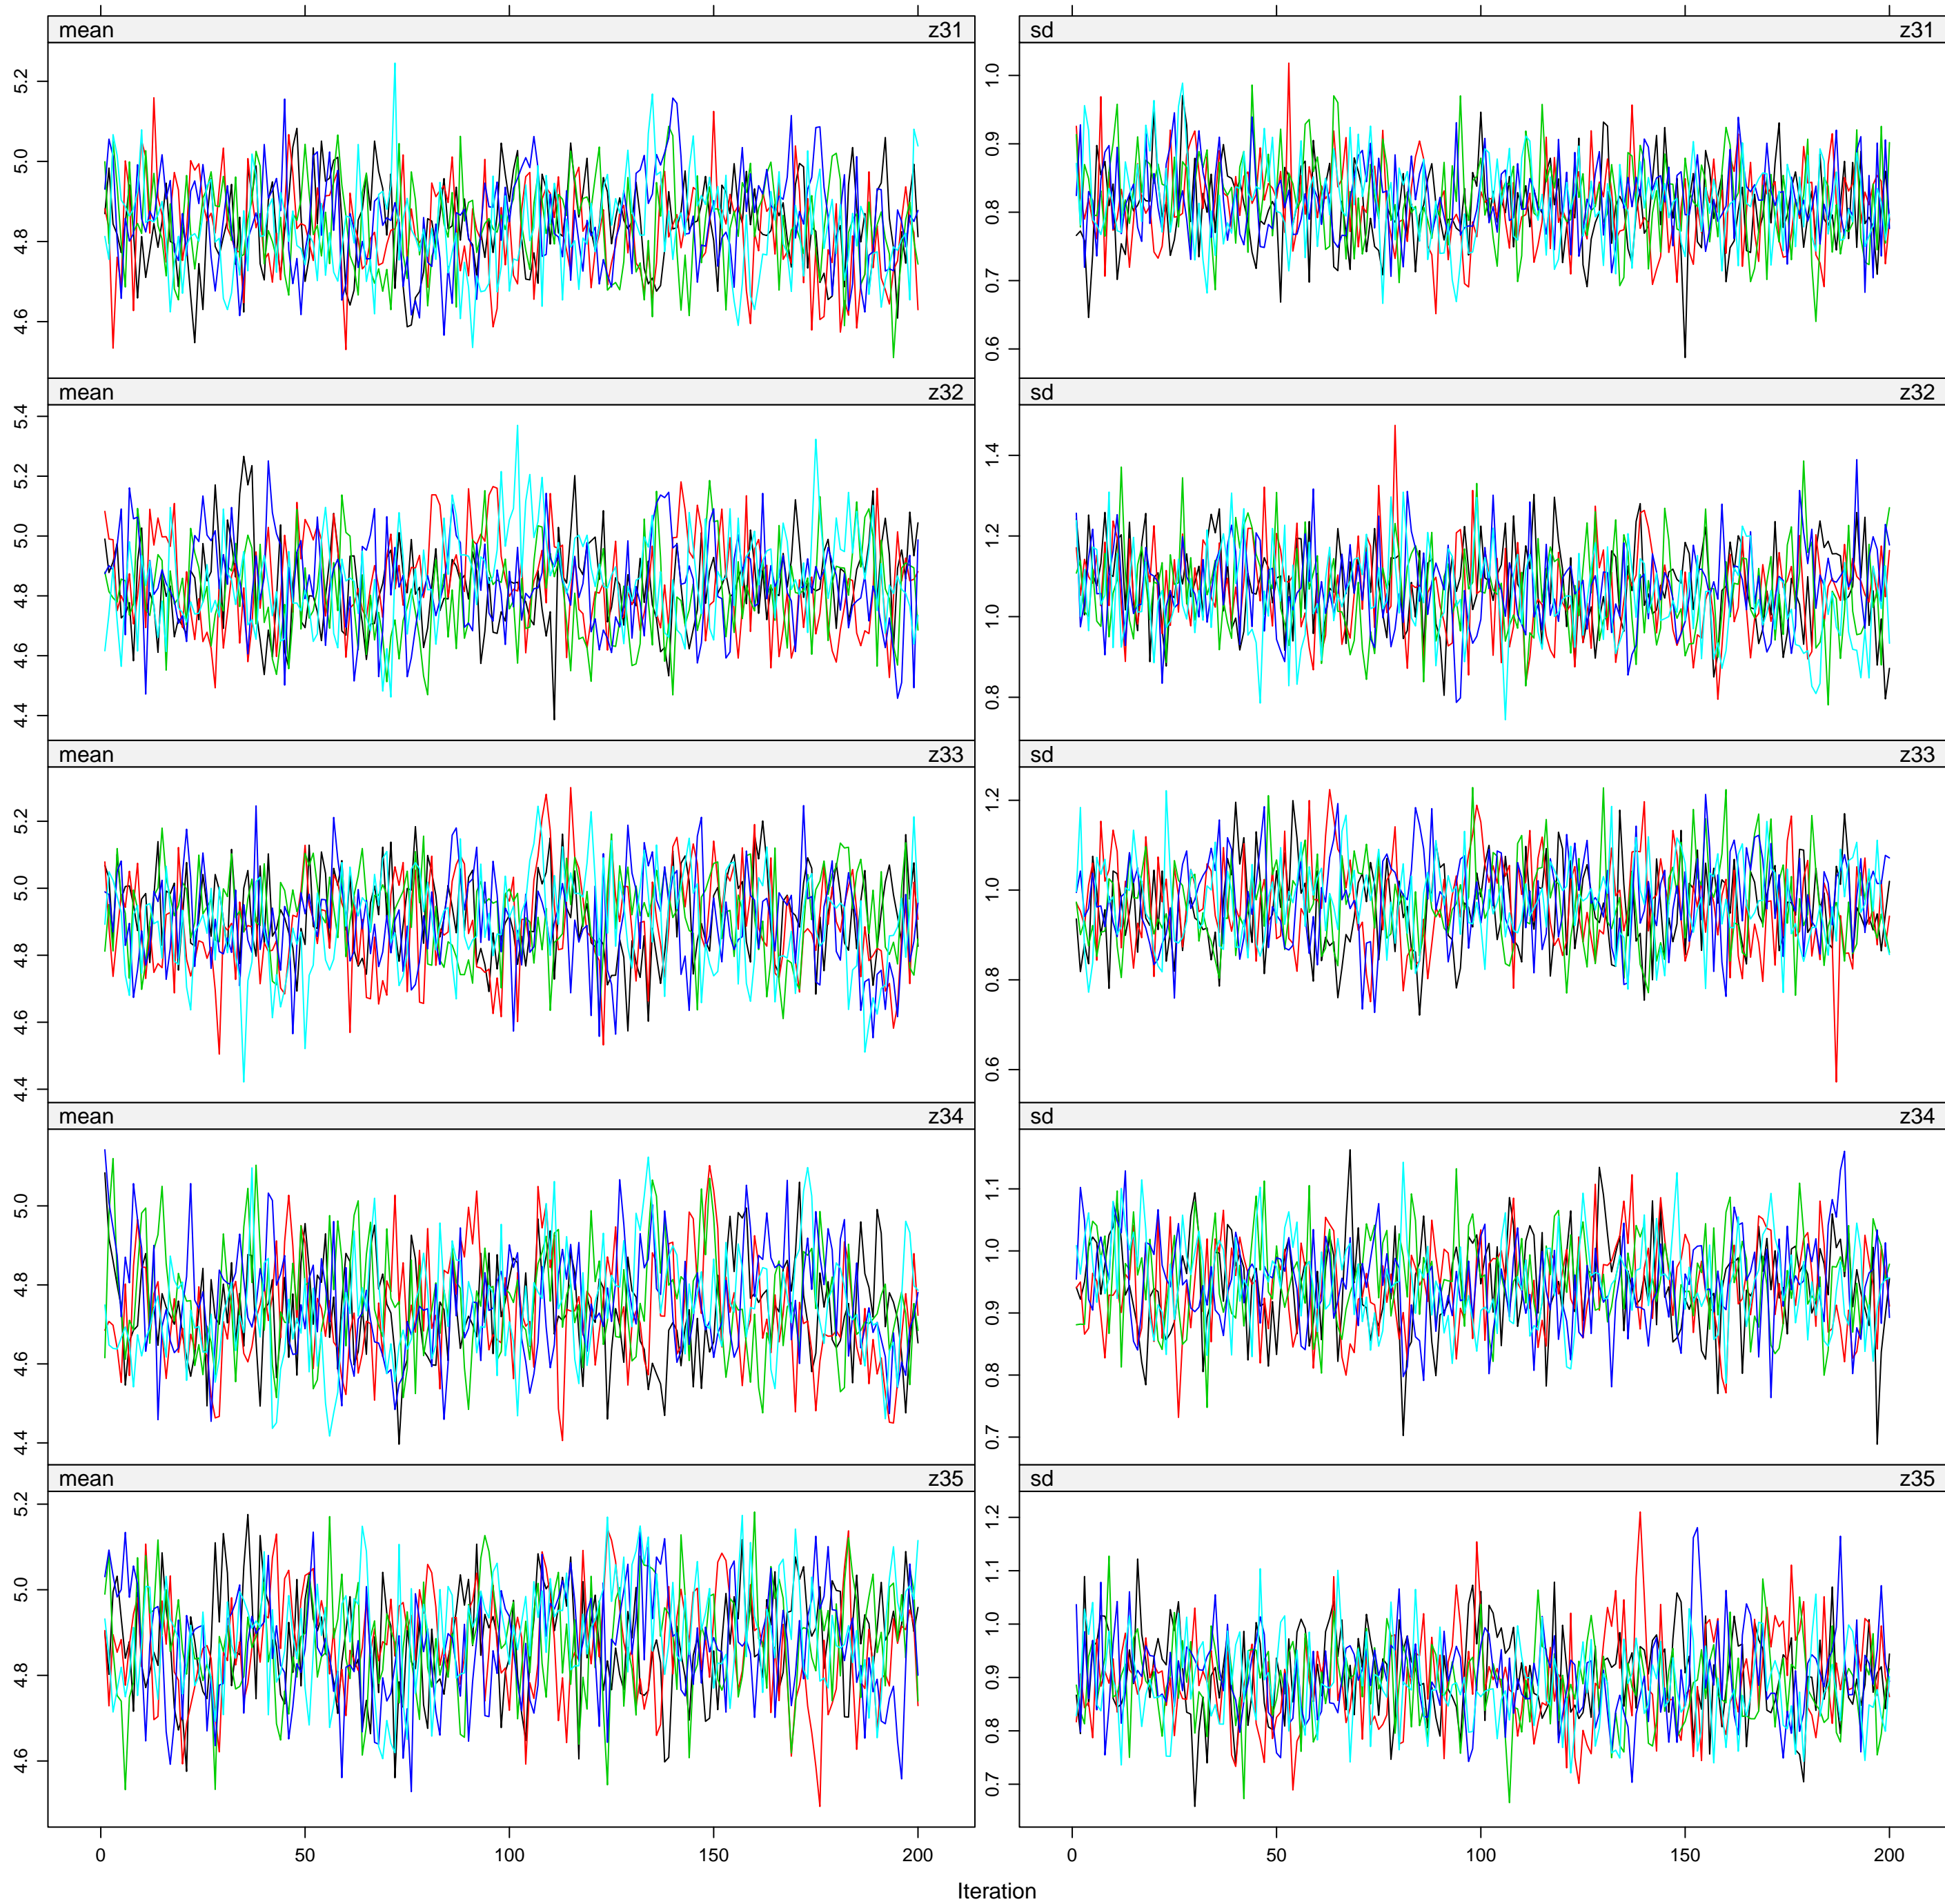 mean z31 sd z31
4.6 4.8 5.0 5.2
0.6 0.7 0.8 0.9 1.0
mean z32 sd z32
4.4 4.6 4.8 5.0 5.2 5.4
0.8 1.0 1.2 1.4
mean z33 sd z33
4.4 4.6 4.8 5.0 5.2
0.6 0.8 1.0 1.2
mean z34 sd z34
4.4 4.6 4.8 5.0
0.7 0.8 0.9 1.0 1.1
mean z35 sd z35
4.6 4.8 5.0 5.2
0.7 0.8 0.9 1.0 1.1 1.2
0 50 100 150 200 0 50 100 150 200
Iteration